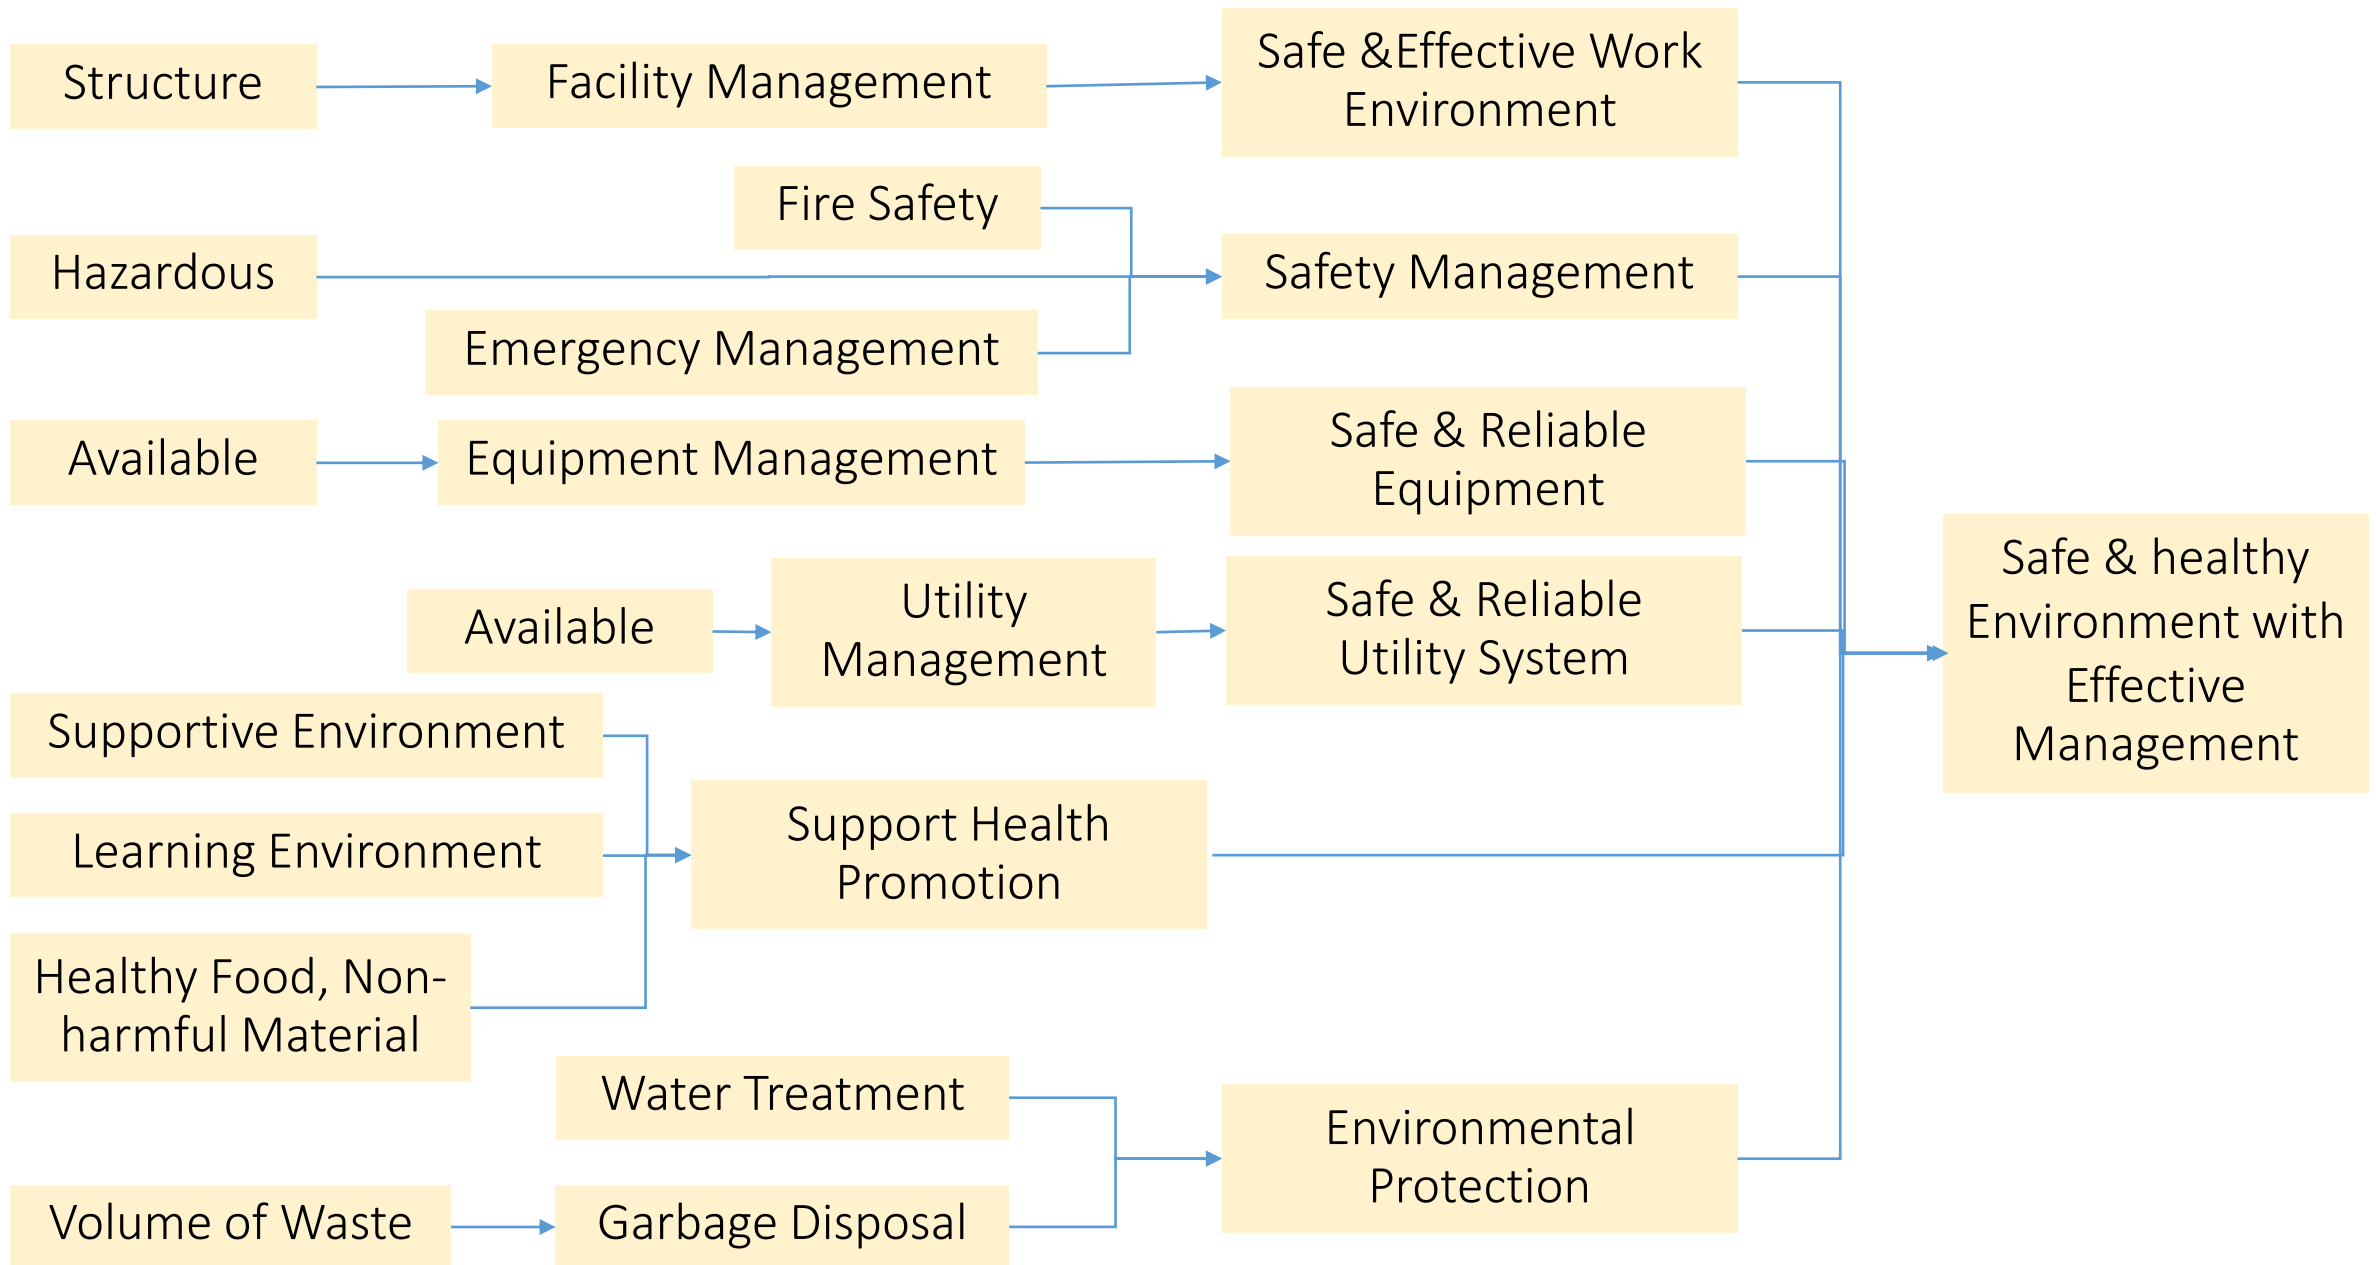 Structure
Facility Management
Safe &Effective Work
Environment
Fire Safety
Hazardous
Safety Management
Emergency Management
Available
Equipment Management
Safe & Reliable
Equipment
Available
Utility
Management
Safe & Reliable
Utility System
Safe & healthy
Environment with
Effective
Management
Supportive Environment
Learning Environment
Support Health
Promotion
Healthy Food, Non-
harmful Material
Water Treatment
Environmental
Protection
Volume of Waste
Garbage Disposal